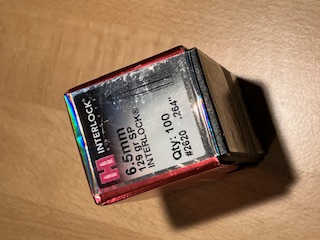 H INTERLOCK®
6.5mm
129 gr SP
INTERLOCK®
Qty: 100
#2620 .264"